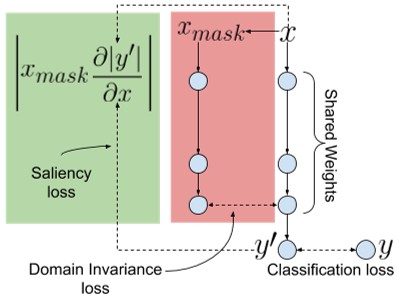 x_mask
x
|x_mask ∂|y′|/∂x|
Shared Weights
Saliency
loss
y′
y
Domain Invariance
loss
Classification loss